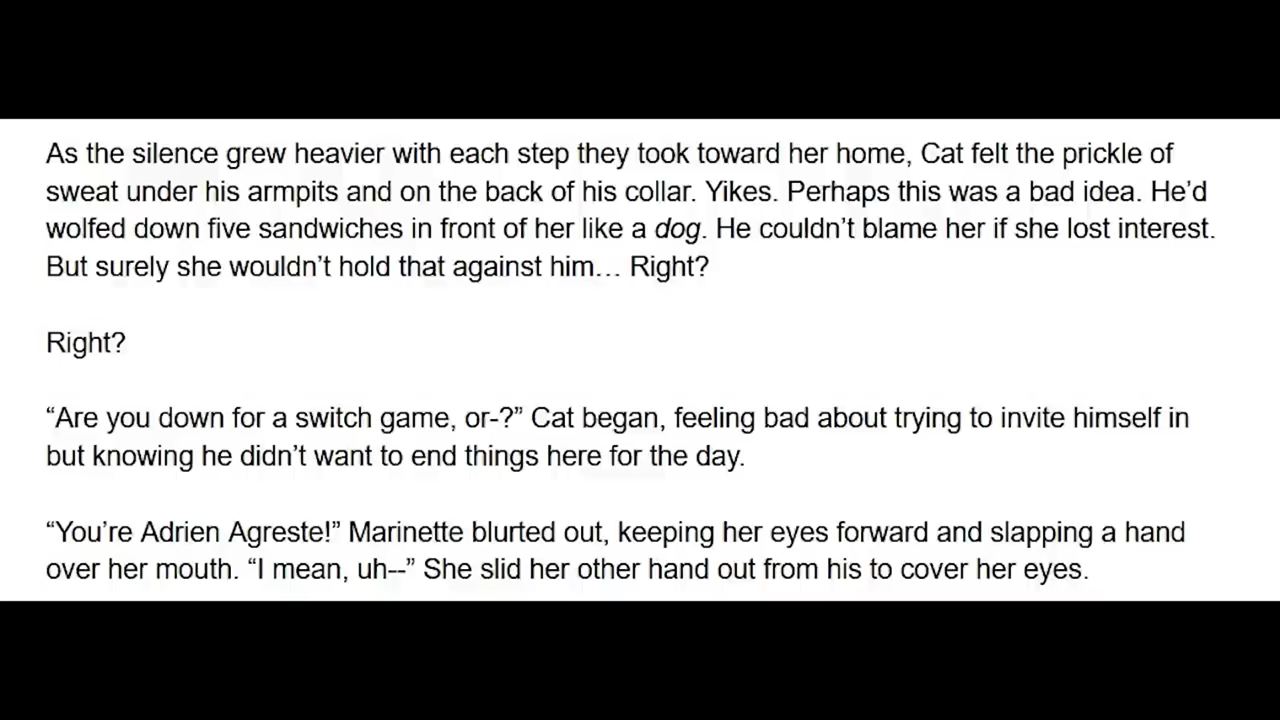 As the silence grew heavier with each step they took toward her home, Cat felt the prickle of
sweat under his armpits and on the back of his collar. Yikes. Perhaps this was a bad idea. He’d
wolfed down five sandwiches in front of her like a dog. He couldn’t blame her if she lost interest.
But surely she wouldn’t hold that against him… Right?
Right?
“Are you down for a switch game, or-?” Cat began, feeling bad about trying to invite himself in
but knowing he didn’t want to end things here for the day.
“You’re Adrien Agreste!” Marinette blurted out, keeping her eyes forward and slapping a hand
over her mouth. “I mean, uh--” She slid her other hand out from his to cover her eyes.